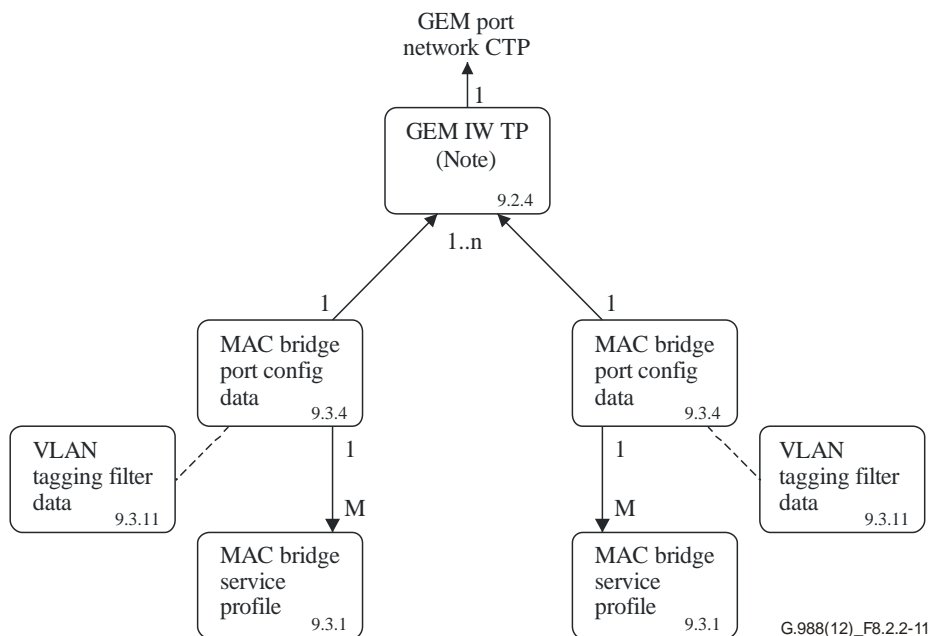 GEM port
network CTP
1
GEM IW TP
(Note)
9.2.4
1..n
1
1
MAC bridge
port config
data
9.3.4
MAC bridge
port config
data
9.3.4
VLAN
tagging filter
data
9.3.11
1
M
1
M
VLAN
tagging filter
data
9.3.11
MAC bridge
service
profile
9.3.1
MAC bridge
service
profile
9.3.1
G.988(12)_F8.2.2-11